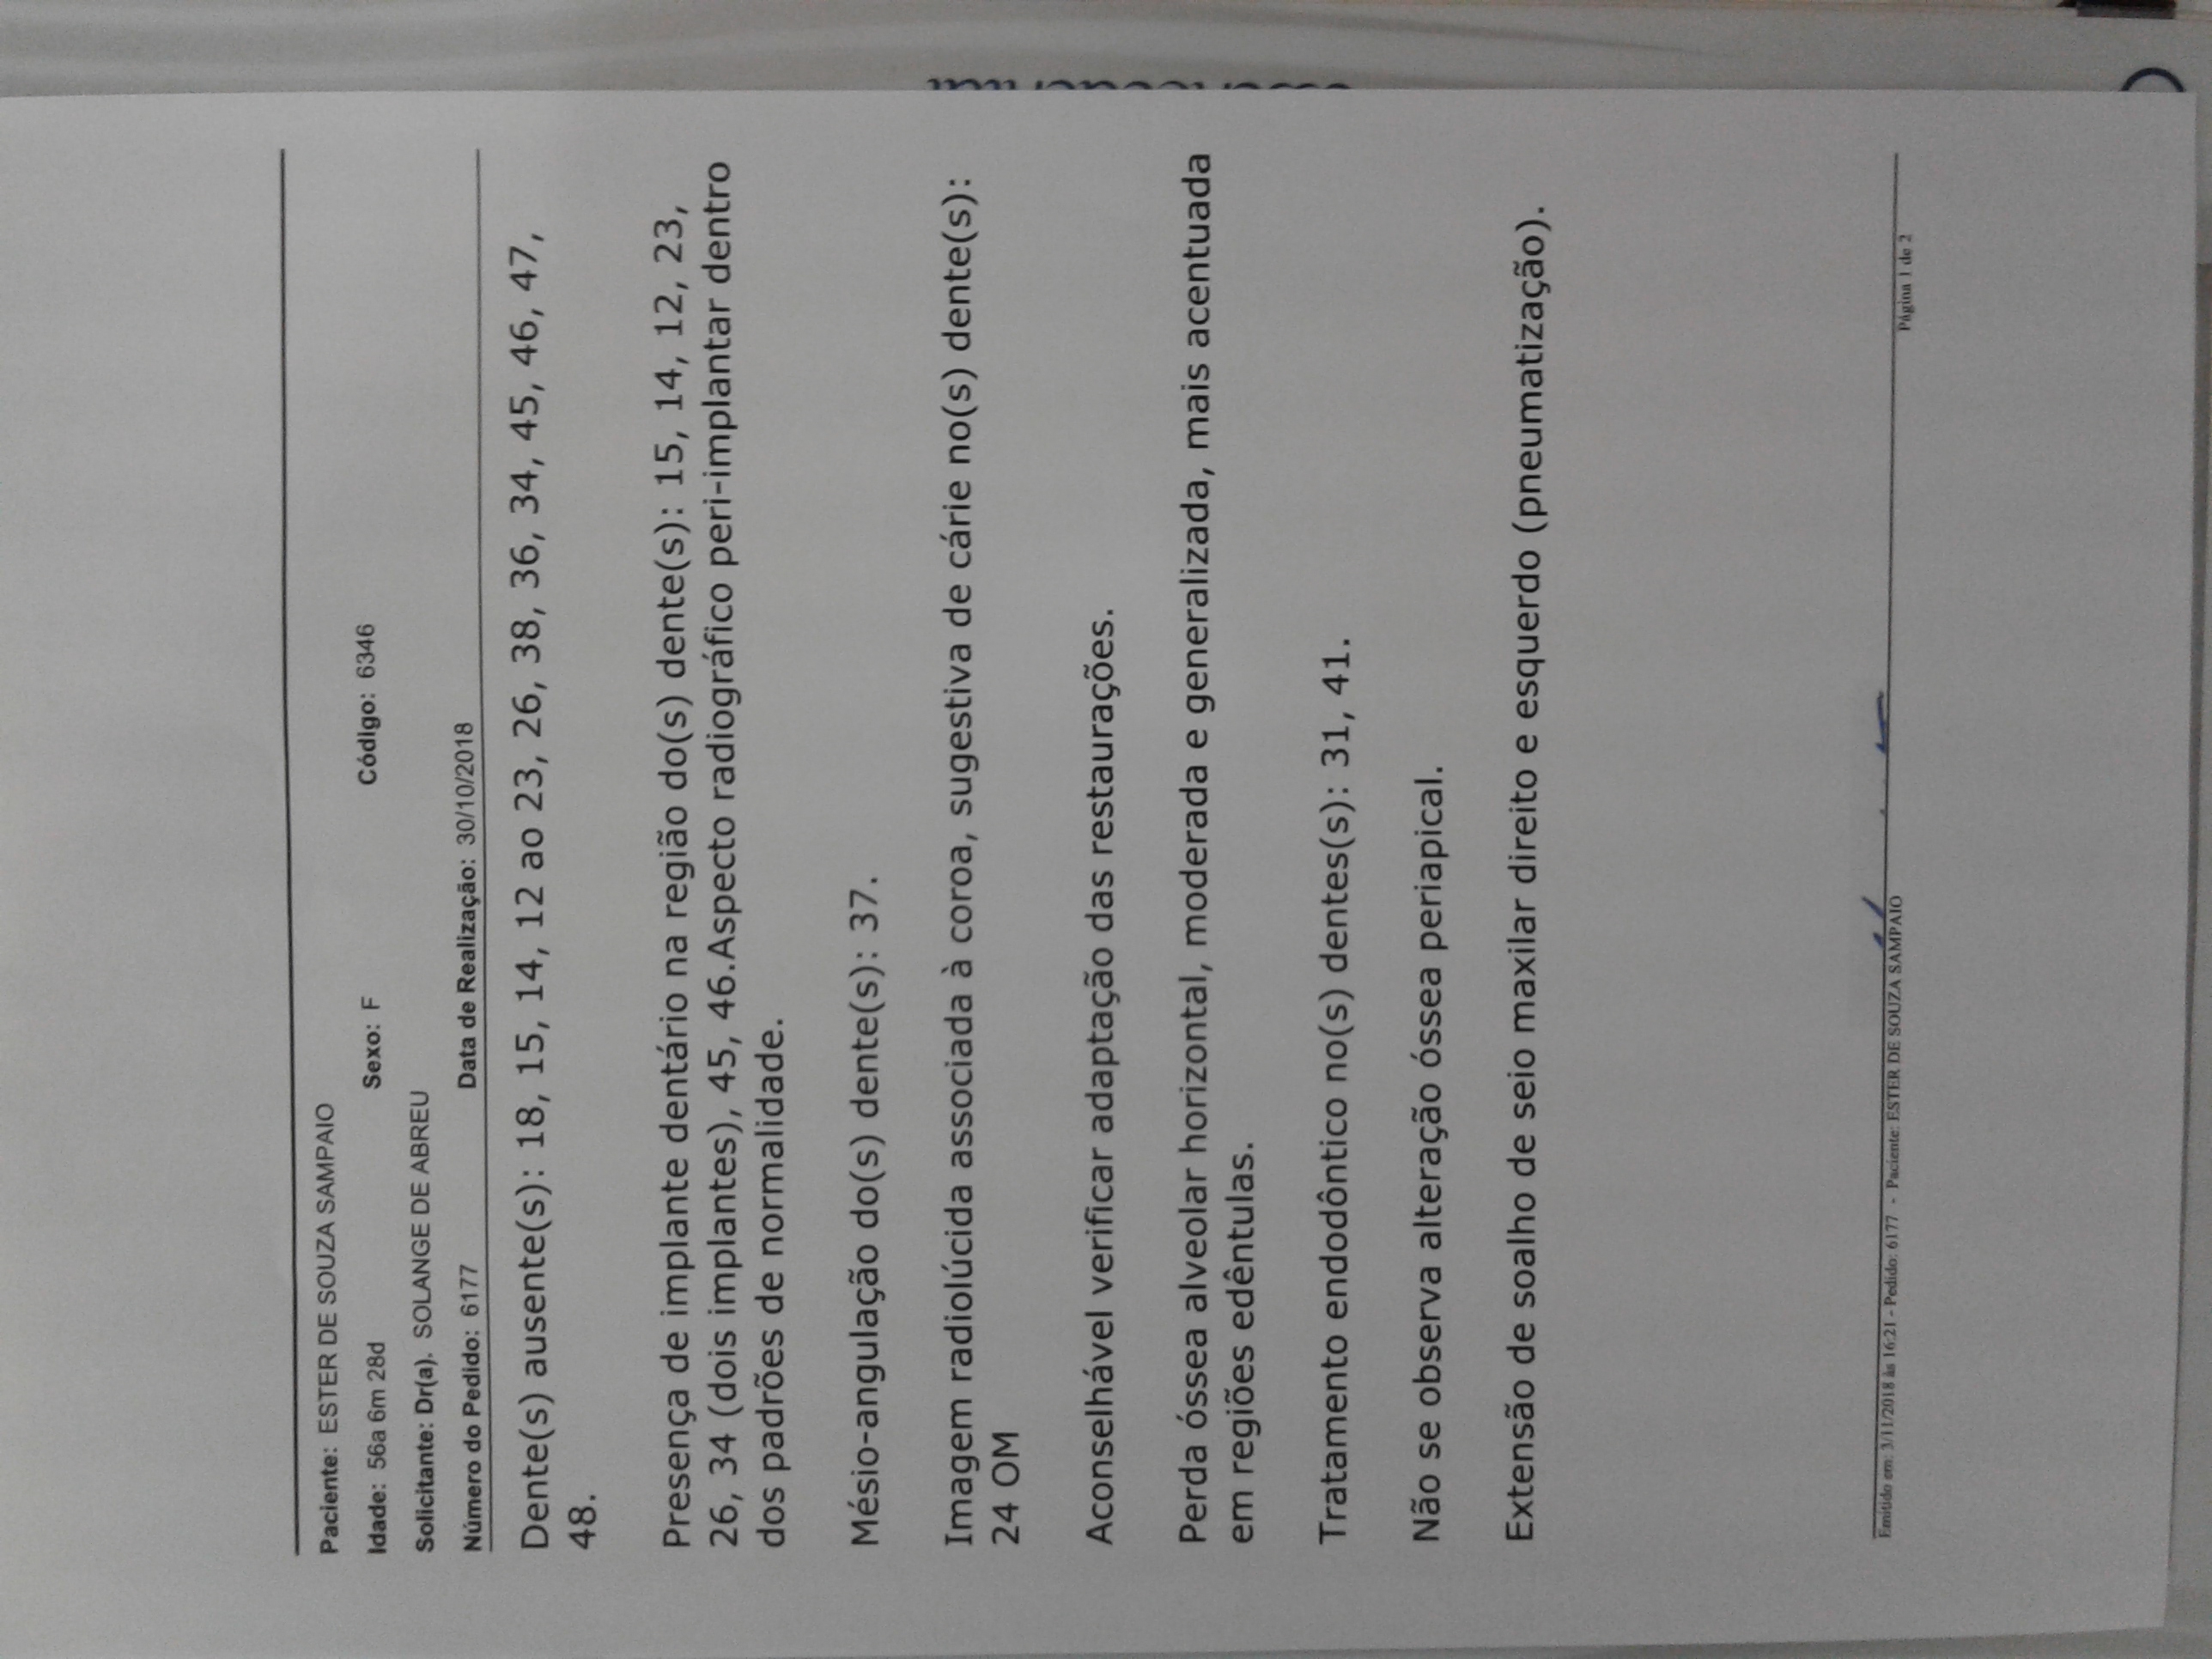 Paciente: ESTER DE SOUZA SAMPAIO
Idade: 56a 6m 28d Sexo: F Código: 6346
Solicitante: Dr(a). SOLANGE DE ABREU
Número do Pedido: 6177 Data de Realização: 30/10/2018
Dente(s) ausente(s): 18, 15, 14, 12 ao 23, 26, 38, 36, 34, 45, 46, 47,
48.
Presença de implante dentário na região do(s) dente(s): 15, 14, 12, 23,
26, 34 (dois implantes), 45, 46.Aspecto radiográfico peri-implantar dentro
dos padrões de normalidade.
Mésio-angulação do(s) dente(s): 37.
Imagem radiolúcida associada à coroa, sugestiva de cárie no(s) dente(s):
24 OM
Aconselhável verificar adaptação das restaurações.
Perda óssea alveolar horizontal, moderada e generalizada, mais acentuada
em regiões edêntulas.
Tratamento endodôntico no(s) dentes(s): 31, 41.
Não se observa alteração óssea periapical.
Extensão de soalho de seio maxilar direito e esquerdo (pneumatização).
Emitido em: 3/11/2018 às 16:21 - Pedido: 6177 - Paciente: ESTER DE SOUZA SAMPAIO Página 1 de 2